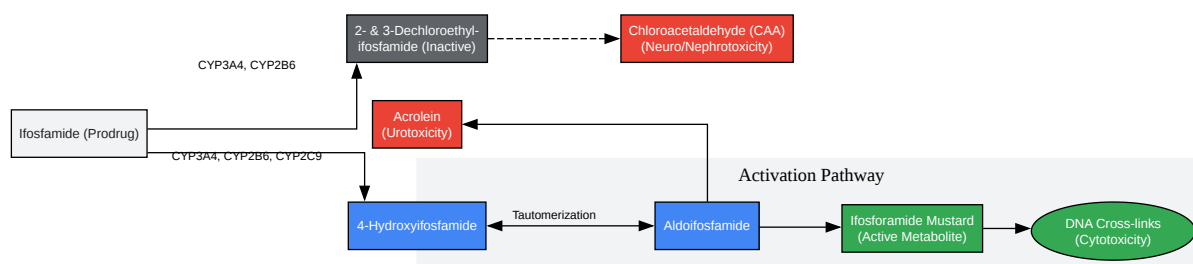 2- & 3-Dechloroethyl-
ifosfamide (Inactive)
Chloroacetaldehyde (CAA)
(Neuro/Nephrotoxicity)
CYP3A4, CYP2B6
Acrolein
(Urotoxicity)
Ifosfamide (Prodrug)
CYP3A4, CYP2B6, CYP2C9
Activation Pathway
4-Hydroxyifosfamide
Tautomerization
Aldoifosfamide
Ifosforamide Mustard
(Active Metabolite)
DNA Cross-links
(Cytotoxicity)